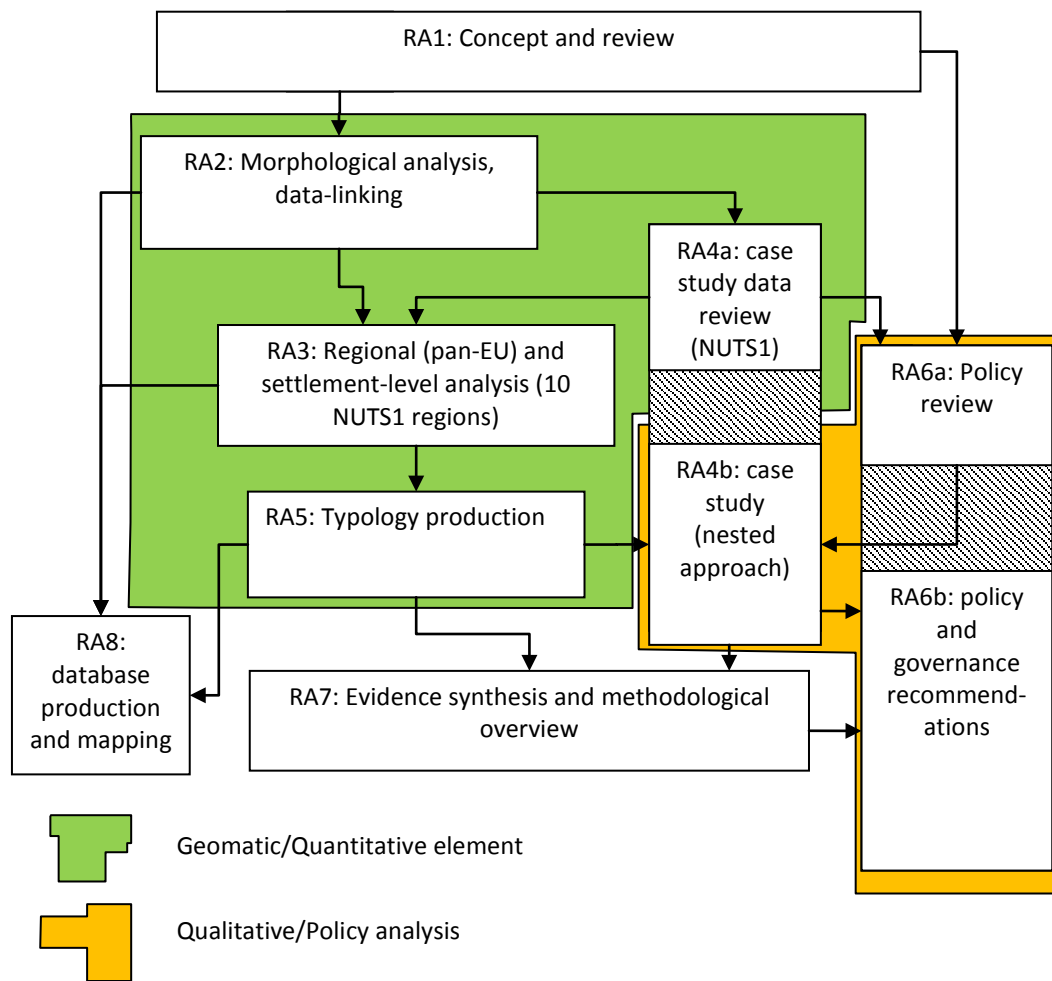 RA1: Concept and review
RA2: Morphological analysis,
data-linking
RA4a: case
study data
review
(NUTS1)
RA3: Regional (pan-EU) and
settlement-level analysis (10
NUTS1 regions)
RA6a: Policy
review
RA4b: case
study
(nested
approach)
RA5: Typology production
RA6b: policy
and
governance
recommend-
ations
RA8:
database
production
and mapping
RA7: Evidence synthesis and methodological
overview
Geomatic/Quantitative element
Qualitative/Policy analysis